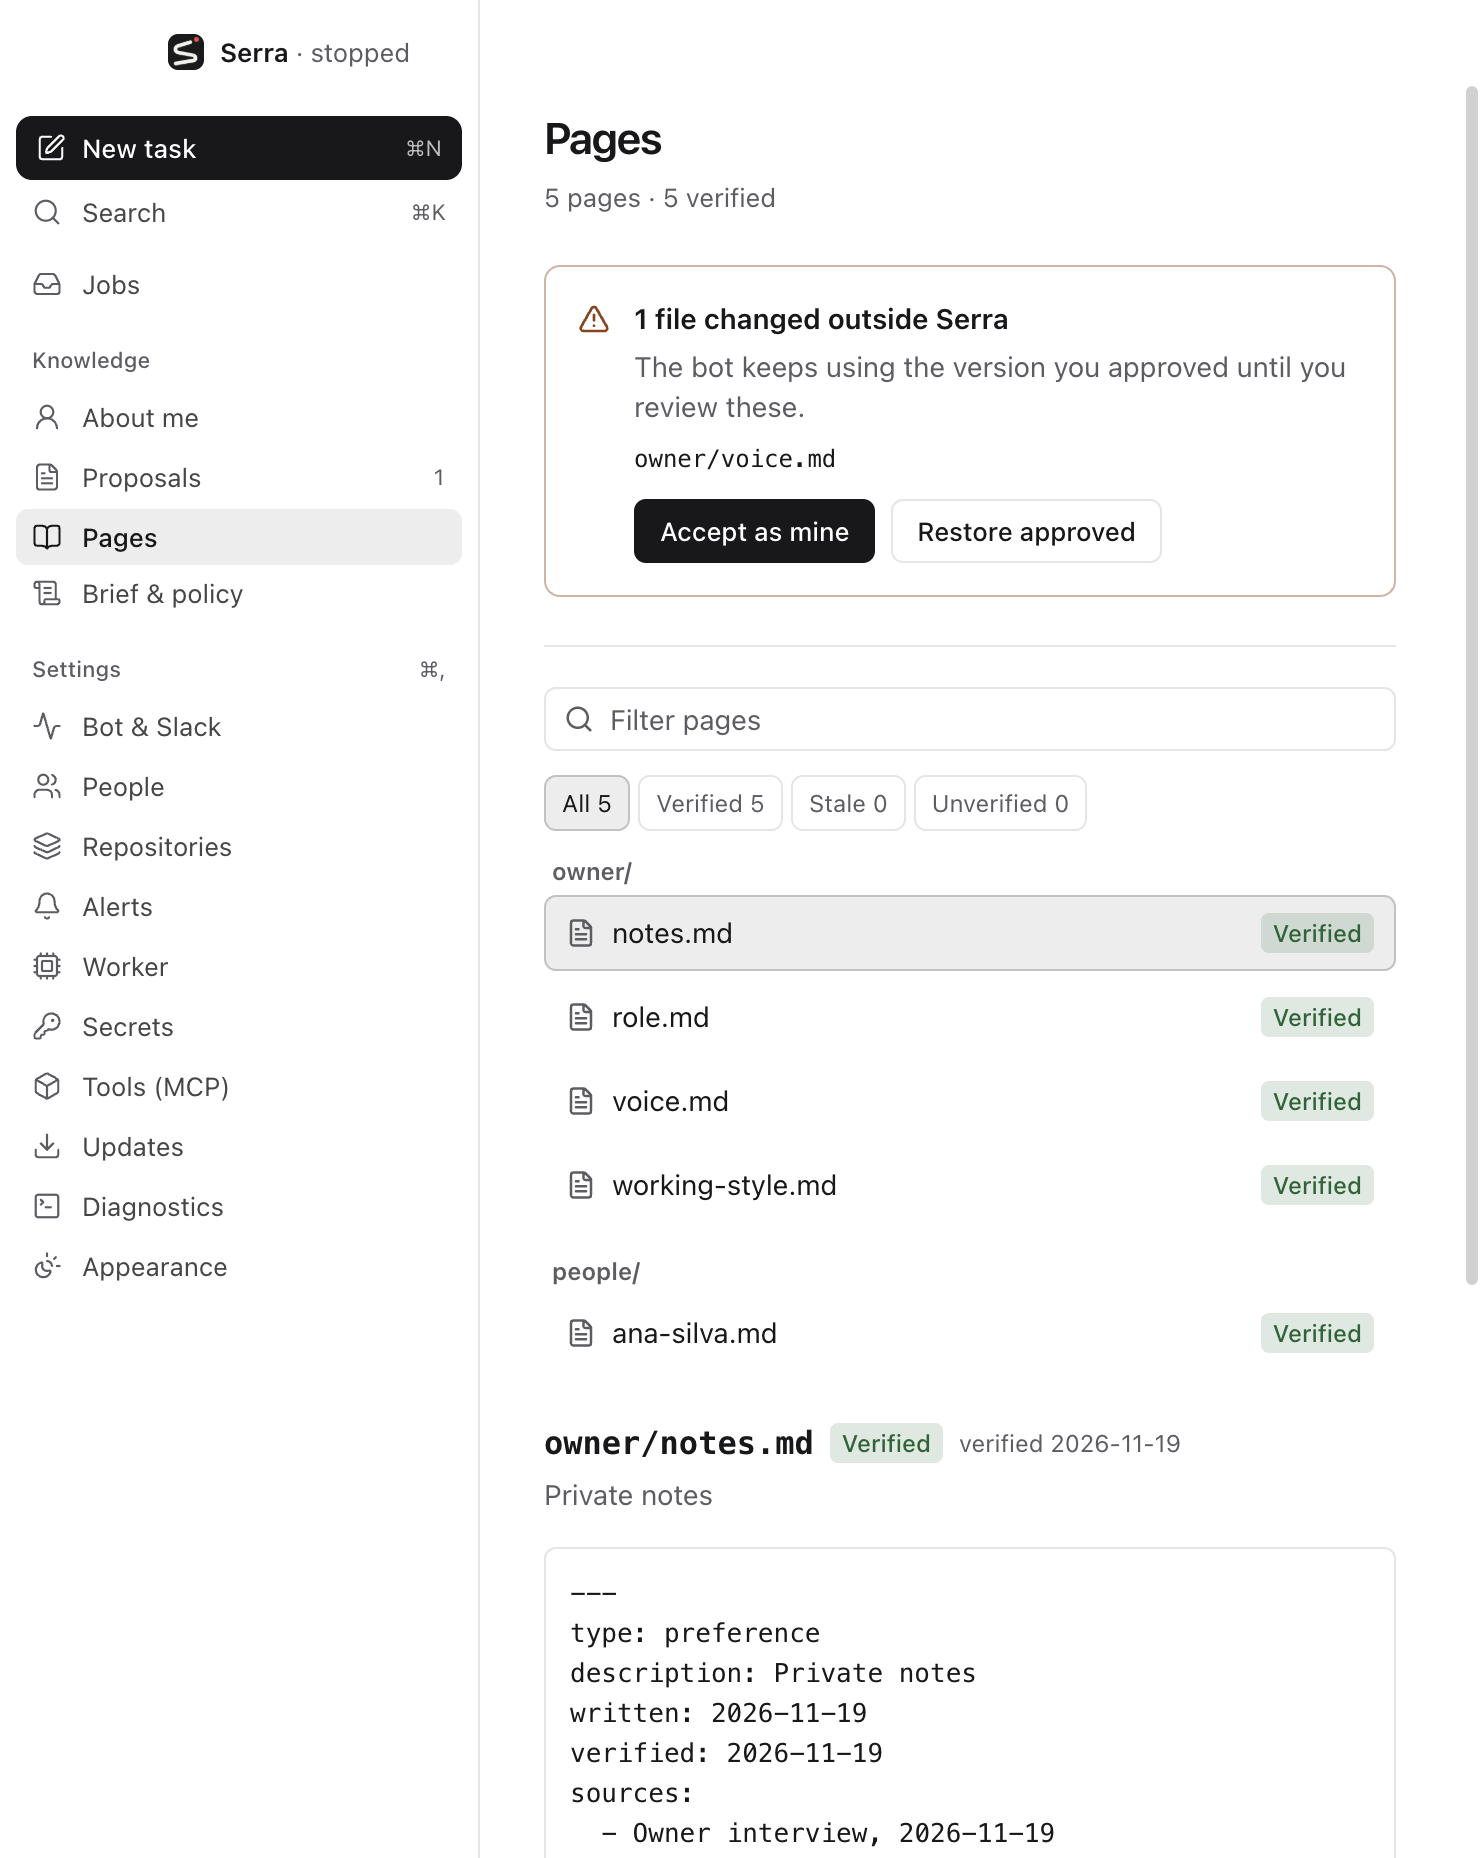 Serra · stopped
New task ⌘N
Search ⌘K
Jobs
Knowledge
About me
Proposals 1
Pages
Brief & policy
Settings ⌘,
Bot & Slack
People
Repositories
Alerts
Worker
Secrets
Tools (MCP)
Updates
Diagnostics
Appearance
Pages
5 pages · 5 verified
1 file changed outside Serra
The bot keeps using the version you approved until you
review these.
owner/voice.md
Accept as mine Restore approved
Filter pages
All 5 Verified 5 Stale 0 Unverified 0
owner/
notes.md Verified
role.md Verified
voice.md Verified
working-style.md Verified
people/
ana-silva.md Verified
owner/notes.md Verified verified 2026-11-19
Private notes
---
type: preference
description: Private notes
written: 2026-11-19
verified: 2026-11-19
sources:
  - Owner interview, 2026-11-19